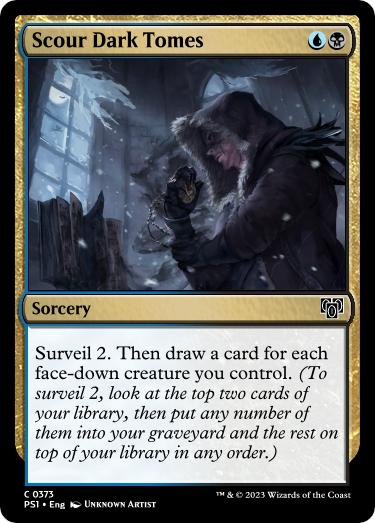 Scour Dark Tomes
Sorcery
Surveil 2. Then draw a card for each
face-down creature you control. (To
surveil 2, look at the top two cards of
your library, then put any number of
them into your graveyard and the rest on
top of your library in any order.)
C 0373
PS1 • Eng Unknown Artist
™ & © 2023 Wizards of the Coast